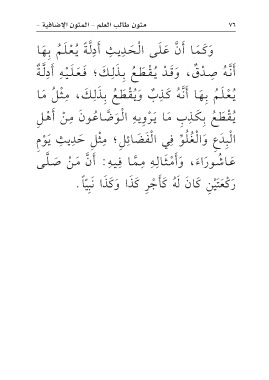 ٧٦ متون طالب العلم - المتون الإضافية -
وَكَمَا أَنَّ عَلَى الْحَدِيثِ أَدِلَّةً يُعْلَمُ بِهَا
أَنَّهُ صِدْقٌ، وَقَدْ يُقْطَعُ بِذَلِكَ؛ فَعَلَيْهِ أَدِلَّةٌ
يُعْلَمُ بِهَا أَنَّهُ كَذِبٌ وَيُقْطَعُ بِذَلِكَ، مِثْلُ مَا
يُقْطَعُ بِكَذِبِ مَا يَرْوِيهِ الْوَضَّاعُونَ مِنْ أَهْلِ
الْبِدَعِ وَالْغُلُوِّ فِي الْفَضَائِلِ؛ مِثْلِ حَدِيثِ يَوْمِ
عَاشُورَاءَ، وَأَمْثَالِهِ مِمَّا فِيهِ: أَنَّ مَنْ صَلَّى
رَكْعَتَيْنِ كَانَ لَهُ كَأَجْرِ كَذَا وَكَذَا نَبِيّاً.